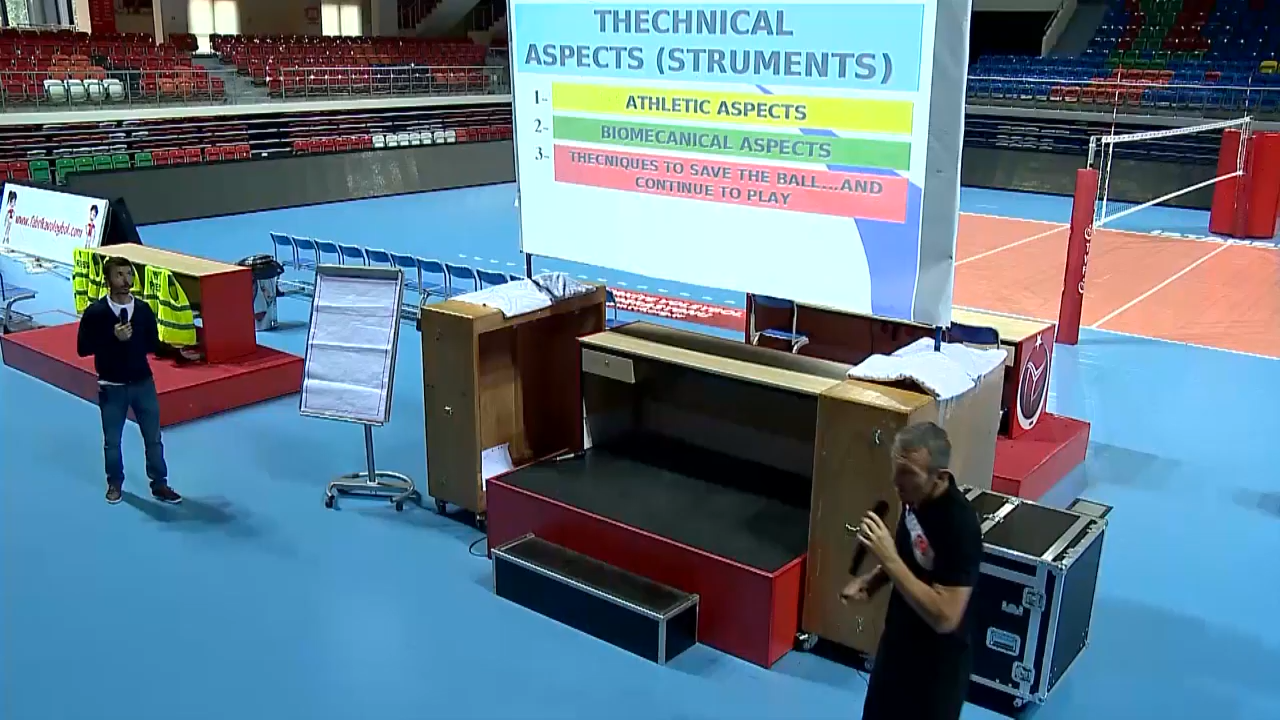 THECHNICAL
ASPECTS (STRUMENTS)
1- ATHLETIC ASPECTS
2- BIOMECANICAL ASPECTS
3- THECNIQUES TO SAVE THE BALL...AND
CONTINUE TO PLAY
www.fabrikavoleybol.com